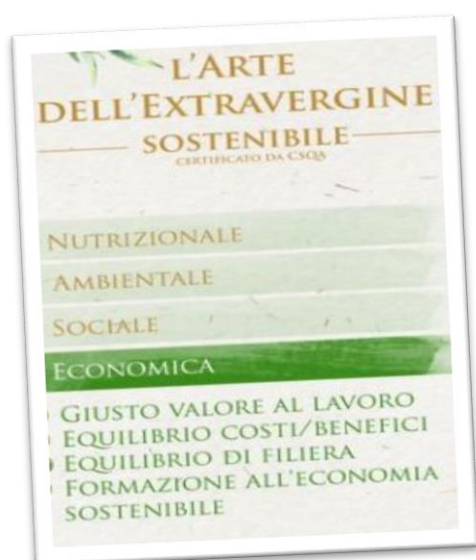 L'ARTE
DELL'EXTRAVERGINE
SOSTENIBILE
CERTIFICATO DA CSQA
NUTRIZIONALE
AMBIENTALE
SOCIALE
ECONOMICA
GIUSTO VALORE AL LAVORO
EQUILIBRIO COSTI/BENEFICI
EQUILIBRIO DI FILIERA
FORMAZIONE ALL'ECONOMIA
SOSTENIBILE